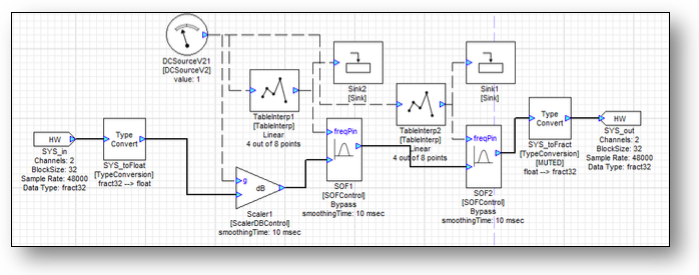 DCSourceV21
[DCSourceV2]
value: 1
TableInterp1
[TableInterp]
Linear
4 out of 8 points
Sink2
[Sink]
TableInterp2
[TableInterp]
Linear
4 out of 8 points
Sink1
[Sink]
HW
SYS_in
Channels: 2
BlockSize: 32
Sample Rate: 48000
Data Type: fract32
Type
Convert
SYS_toFloat
[TypeConversion]
fract32 --> float
g
dB
Scaler1
[ScalerDBControl]
smoothingTime: 10 msec
freqPin
SOF1
[SOFControl]
Bypass
smoothingTime: 10 msec
freqPin
SOF2
[SOFControl]
Bypass
smoothingTime: 10 msec
Type
Convert
SYS_toFract
[TypeConversion]
[MUTED]
float --> fract32
HW
SYS_out
Channels: 2
BlockSize: 32
Sample Rate: 48000
Data Type: fract32